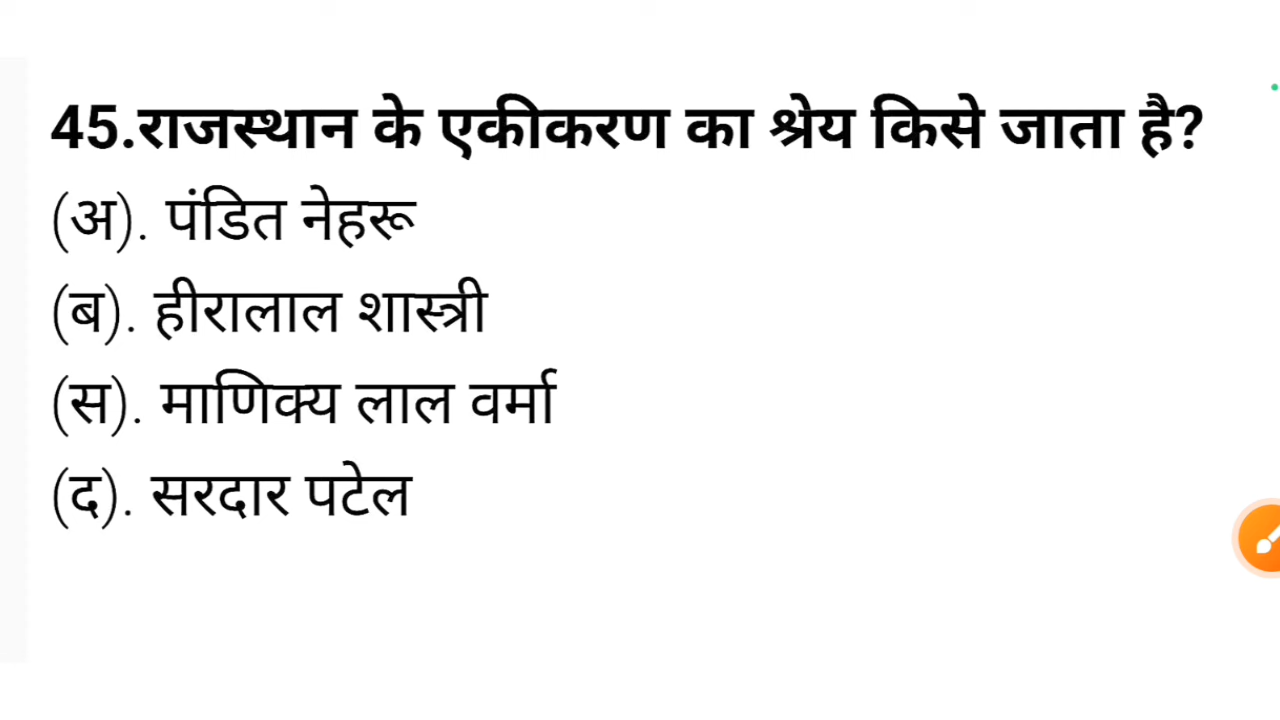 45.राजस्थान के एकीकरण का श्रेय किसे जाता है?
(अ). पंडित नेहरू
(ब). हीरालाल शास्त्री
(स). माणिक्य लाल वर्मा
(द). सरदार पटेल